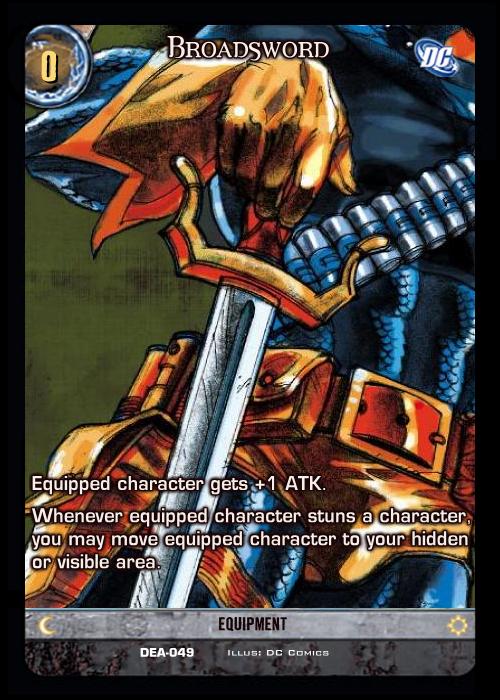 0
BROADSWORD
DC
Equipped character gets +1 ATK.
Whenever equipped character stuns a character,
you may move equipped character to your hidden
or visible area.
EQUIPMENT
DEA-049 ILLUS: DC COMICS